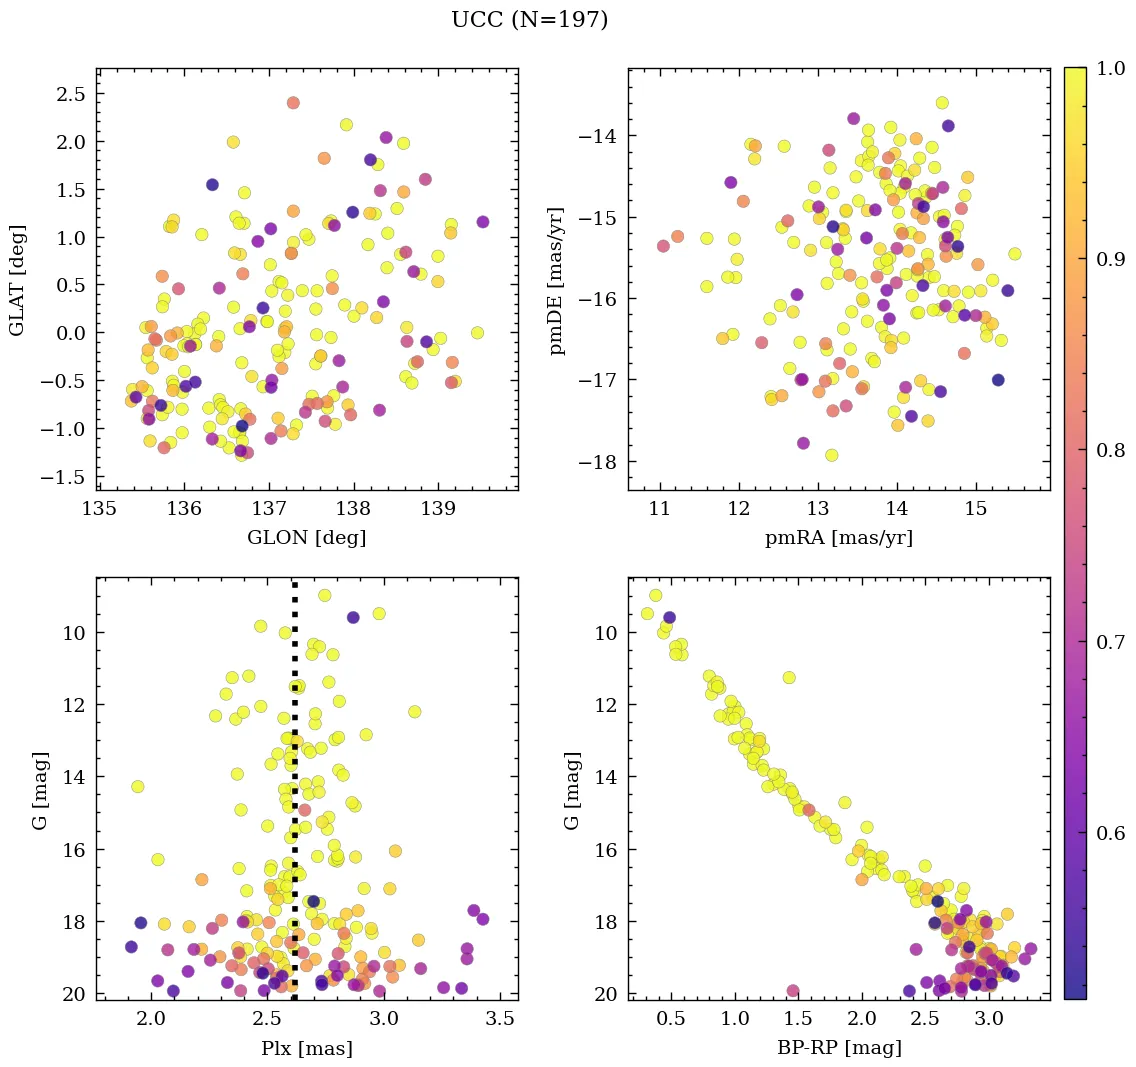 UCC (N=197)
2.5
2.0
1.5
1.0
0.5
0.0
−0.5
−1.0
−1.5
GLAT [deg]
135 136 137 138 139
GLON [deg]
−14
−15
−16
−17
−18
pmDE [mas/yr]
11 12 13 14 15
pmRA [mas/yr]
10
12
14
16
18
20
G [mag]
2.0 2.5 3.0 3.5
Plx [mas]
10
12
14
16
18
20
G [mag]
0.5 1.0 1.5 2.0 2.5 3.0
BP-RP [mag]
1.0
0.9
0.8
0.7
0.6